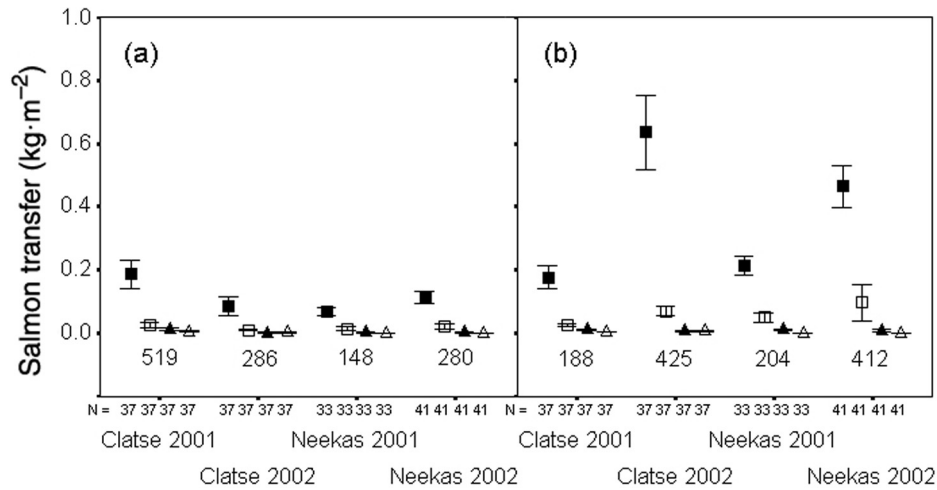 Salmon transfer (kg·m⁻²)
1.0
0.8
0.6
0.4
0.2
0.0
(a)
(b)
519 286 148 280
188 425 204 412
N = 37 37 37 37 37 37 37 37 33 33 33 33 41 41 41 41
N = 37 37 37 37 37 37 37 37 33 33 33 33 41 41 41 41
Clatse 2001 Neekas 2001
Clatse 2002 Neekas 2002
Clatse 2001 Neekas 2001
Clatse 2002 Neekas 2002